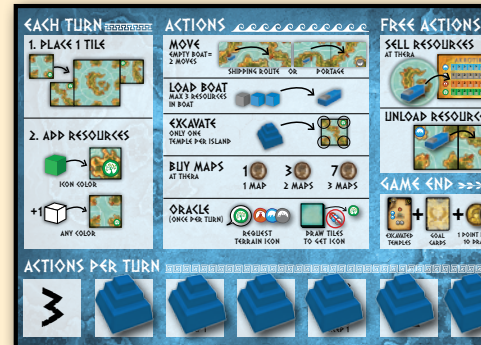 EACH TURN
1. PLACE 1 TILE
2. ADD RESOURCES
ICON COLOR
+1
ANY COLOR
ACTIONS
MOVE
EMPTY BOAT=
2 MOVES
SHIPPING ROUTE OR PORTAGE
LOAD BOAT
MAX 3 RESOURCES
IN BOAT
EXCAVATE
ONLY ONE
TEMPLE PER ISLAND
BUY MAPS
AT THERA
1 3 7
1 MAP 2 MAPS 3 MAPS
ORACLE
(ONCE PER TURN)
REQUEST
TERRAIN ICON
DRAW TILES
TO GET ICON
FREE ACTIONS
SELL RESOURCES
AT THERA
UNLOAD RESOURC
GAME END >>>
+ +
EXCAVATED
TEMPLES
GOAL
CARDS
1 POINT
10 DRA
ACTIONS PER TURN
3